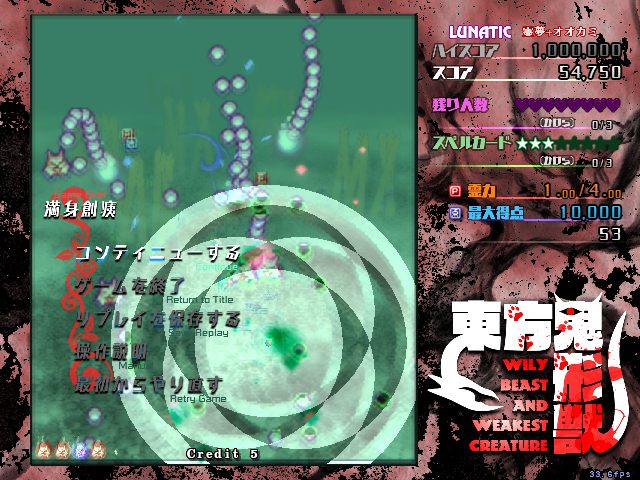 LUNATIC 霊夢+オオカミ
ハイスコア 1,000,000
スコア 54,750
残り人数
(かけら) 0/3
スペルカード ★★★★★★★★★
(かけら) 0/3
P 霊力 1.00/4.00
最大得点 10,000
53
満身創痍
コンティニューする
Continue
ゲームを終了
Return to Title
リプレイを保存する
Save Replay
操作説明
Manual
最初からやり直す
Retry Game
Credit 5
東方鬼形獣
WILY
BEAST
AND
WEAKEST
CREATURE
33.6fps